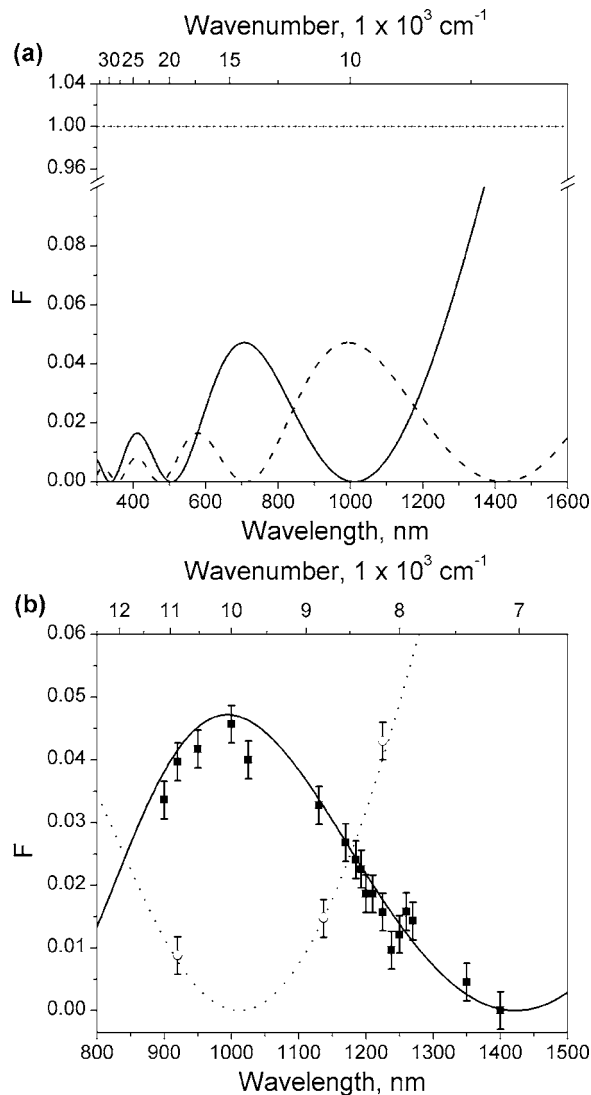 Wavenumber, 1 x 10³ cm⁻¹
(a)
30 25 20 15 10
1.04
1.00
0.96
0.08
0.06
0.04
0.02
0.00
F
400 600 800 1000 1200 1400 1600
Wavelength, nm
Wavenumber, 1 x 10³ cm⁻¹
(b)
12 11 10 9 8 7
0.06
0.05
0.04
0.03
0.02
0.01
0.00
F
800 900 1000 1100 1200 1300 1400 1500
Wavelength, nm